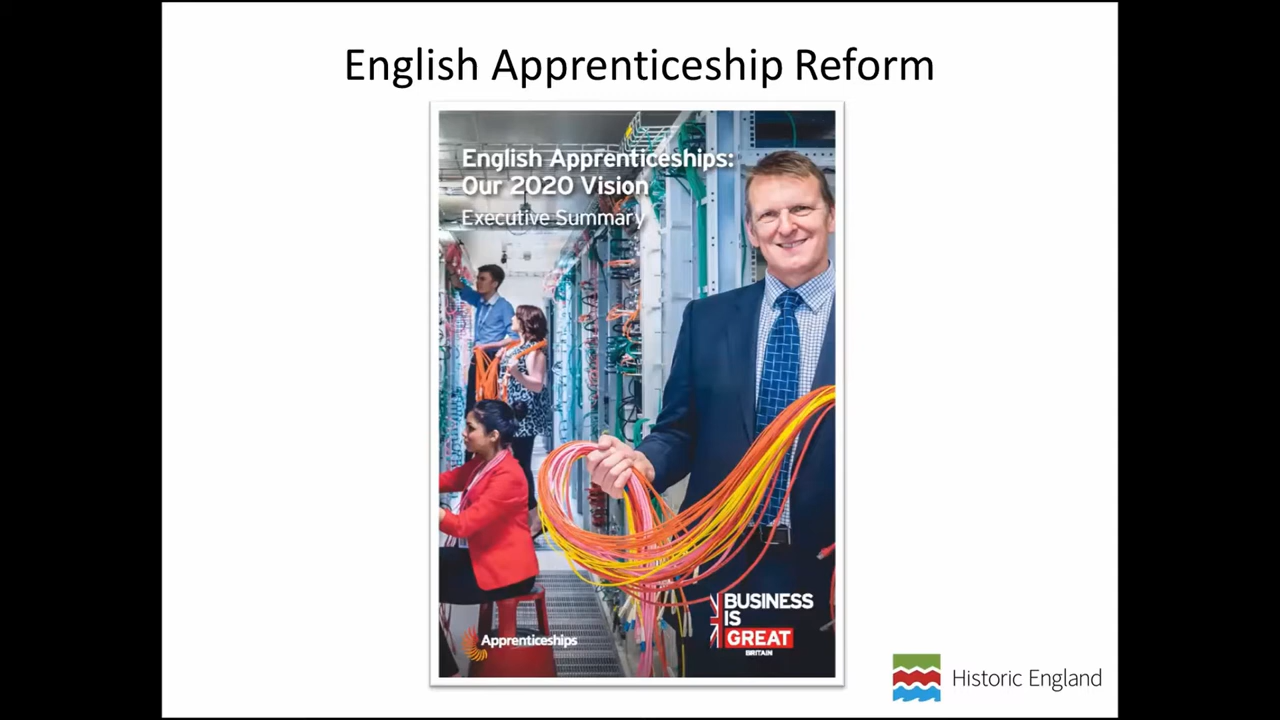 English Apprenticeship Reform
English Apprenticeships:
Our 2020 Vision
Executive Summary
BUSINESS
IS
GREAT
BRITAIN
Apprenticeships
Historic England